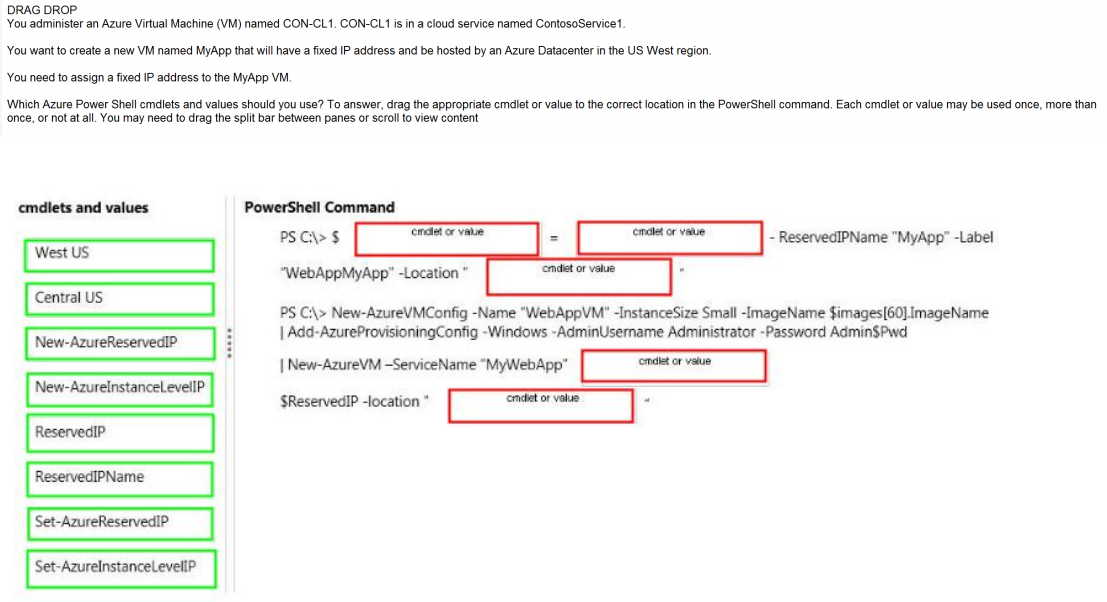 DRAG DROP
You administer an Azure Virtual Machine (VM) named CON-CL1. CON-CL1 is in a cloud service named ContosoService1.
You want to create a new VM named MyApp that will have a fixed IP address and be hosted by an Azure Datacenter in the US West region.
You need to assign a fixed IP address to the MyApp VM.
Which Azure Power Shell cmdlets and values should you use? To answer, drag the appropriate cmdlet or value to the correct location in the PowerShell command. Each cmdlet or value may be used once, more than
once, or not at all. You may need to drag the split bar between panes or scroll to view content
cmdlets and values
West US
Central US
New-AzureReservedIP
New-AzureInstanceLevelIP
ReservedIP
ReservedIPName
Set-AzureReservedIP
Set-AzureInstanceLevelIP
PowerShell Command
PS C:\> $ cmdlet or value = cmdlet or value - ReservedIPName "MyApp" -Label
"WebAppMyApp" -Location " cmdlet or value "
PS C:\> New-AzureVMConfig -Name "WebAppVM" -InstanceSize Small -ImageName $images[60].ImageName
| Add-AzureProvisioningConfig -Windows -AdminUsername Administrator -Password Admin$Pwd
| New-AzureVM –ServiceName "MyWebApp" cmdlet or value
$ReservedIP -location " cmdlet or value "